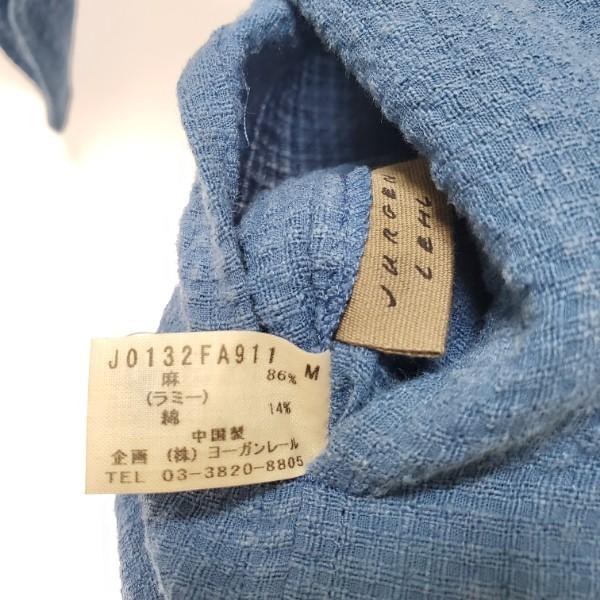 JURGEN
LEHL
J0132FA911
麻 86% M
(ラミー)
綿 14%
中国製
企画 (株) ヨーガンレール
TEL 03-3820-8805